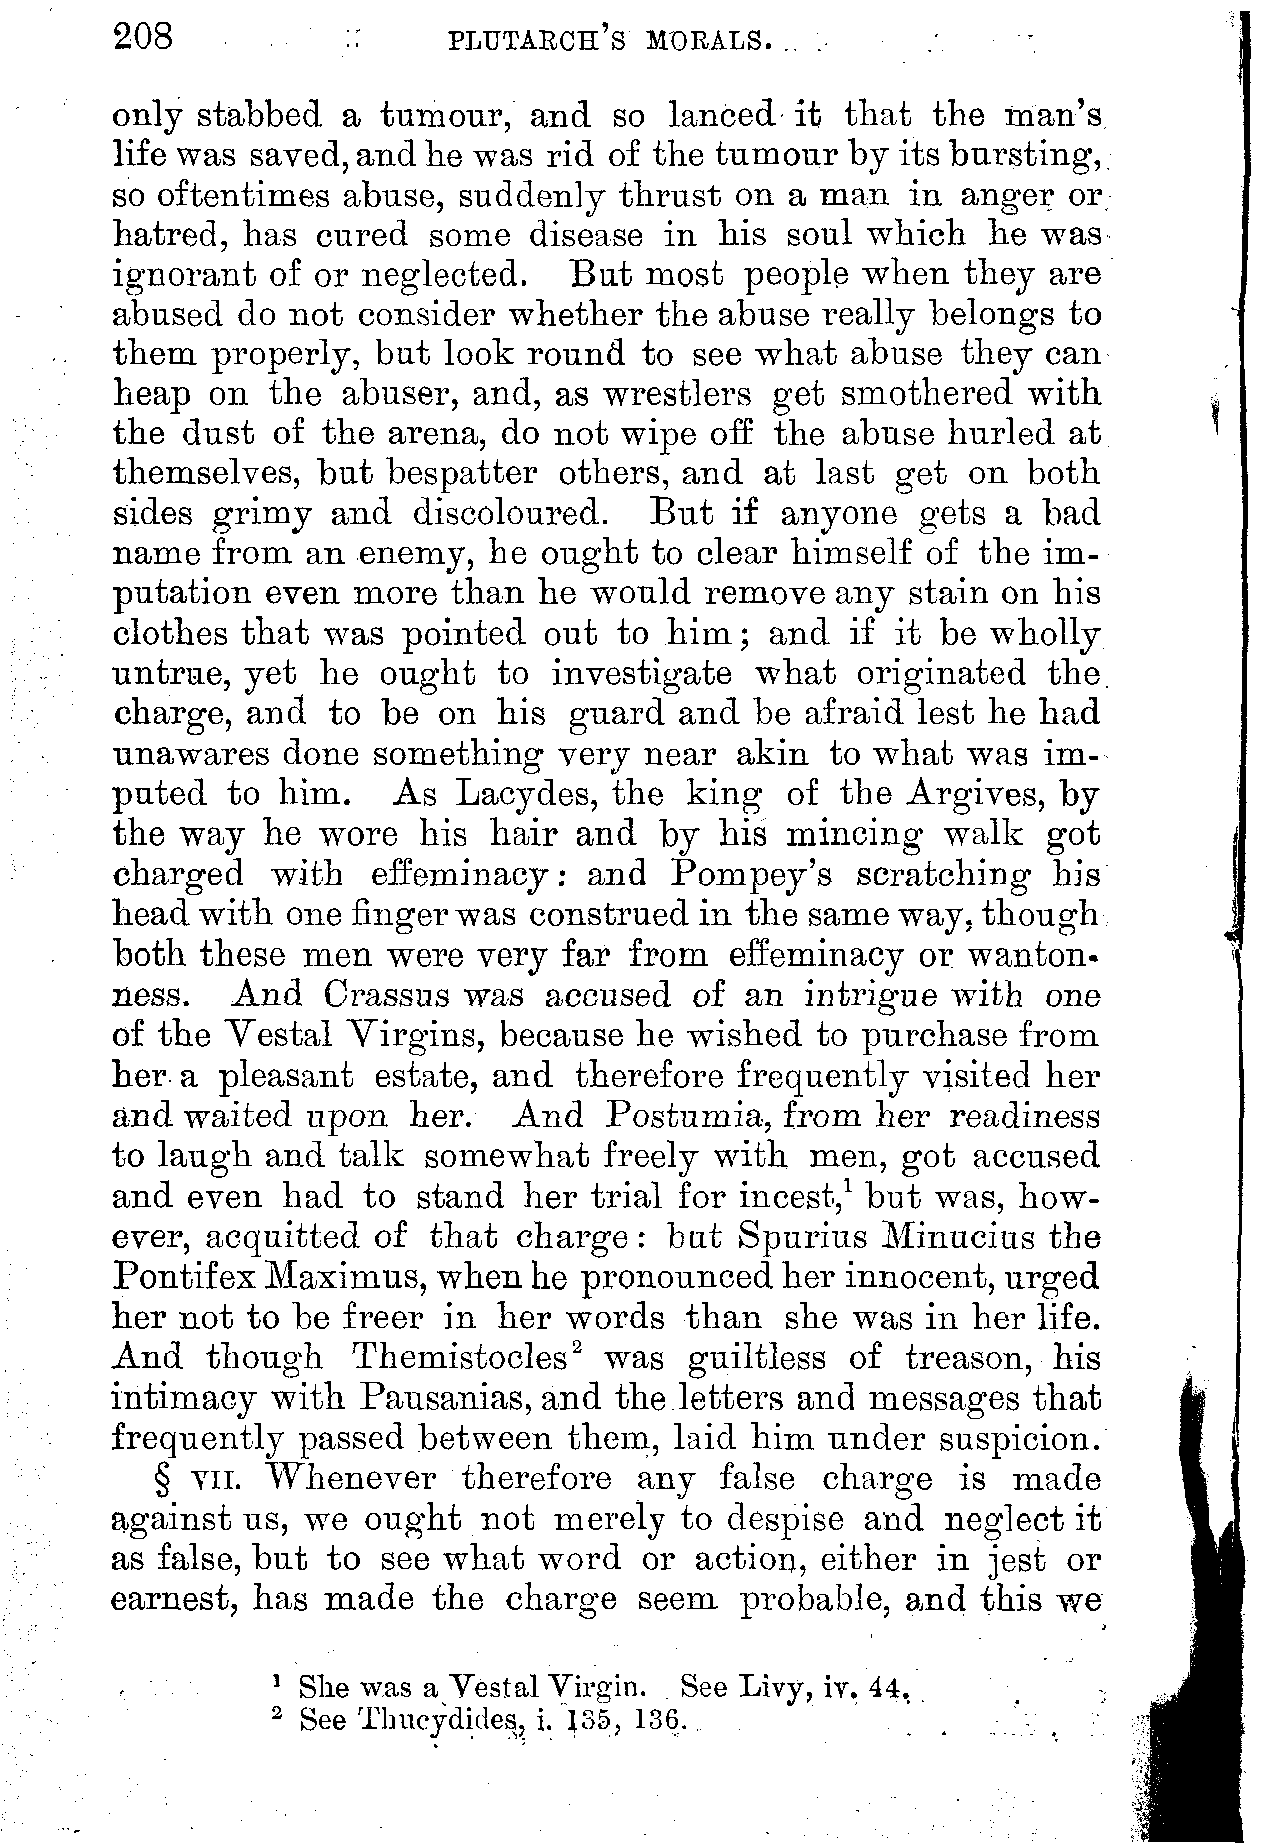 208 PLUTARCH'S MORALS.
only stabbed a tumour, and so lanced it that the man's
life was saved, and he was rid of the tumour by its bursting,
so oftentimes abuse, suddenly thrust on a man in anger or
hatred, has cured some disease in his soul which he was
ignorant of or neglected. But most people when they are
abused do not consider whether the abuse really belongs to
them properly, but look round to see what abuse they can
heap on the abuser, and, as wrestlers get smothered with
the dust of the arena, do not wipe off the abuse hurled at
themselves, but bespatter others, and at last get on both
sides grimy and discoloured. But if anyone gets a bad
name from an enemy, he ought to clear himself of the im-
putation even more than he would remove any stain on his
clothes that was pointed out to him; and if it be wholly
untrue, yet he ought to investigate what originated the
charge, and to be on his guard and be afraid lest he had
unawares done something very near akin to what was im-
puted to him. As Lacydes, the king of the Argives, by
the way he wore his hair and by his mincing walk got
charged with effeminacy: and Pompey's scratching his
head with one finger was construed in the same way, though
both these men were very far from effeminacy or wanton-
ness. And Crassus was accused of an intrigue with one
of the Vestal Virgins, because he wished to purchase from
her a pleasant estate, and therefore frequently visited her
and waited upon her. And Postumia, from her readiness
to laugh and talk somewhat freely with men, got accused
and even had to stand her trial for incest,¹ but was, how-
ever, acquitted of that charge: but Spurius Minucius the
Pontifex Maximus, when he pronounced her innocent, urged
her not to be freer in her words than she was in her life.
And though Themistocles² was guiltless of treason, his
intimacy with Pausanias, and the letters and messages that
frequently passed between them, laid him under suspicion.
§ VII. Whenever therefore any false charge is made
against us, we ought not merely to despise and neglect it
as false, but to see what word or action, either in jest or
earnest, has made the charge seem probable, and this we
¹ She was a Vestal Virgin. See Livy, iv. 44.
² See Thucydides, i. 135, 136.